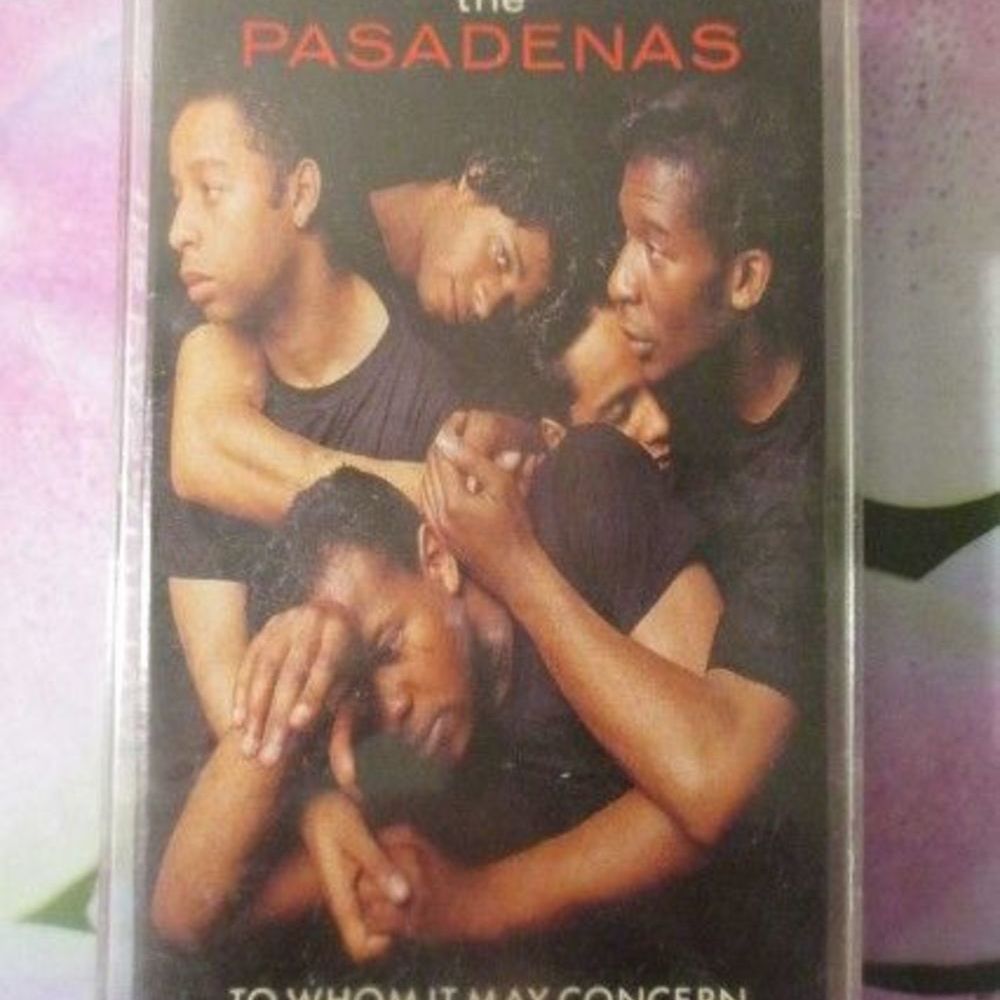 the
PASADENAS
TO WHOM IT MAY CONCERN